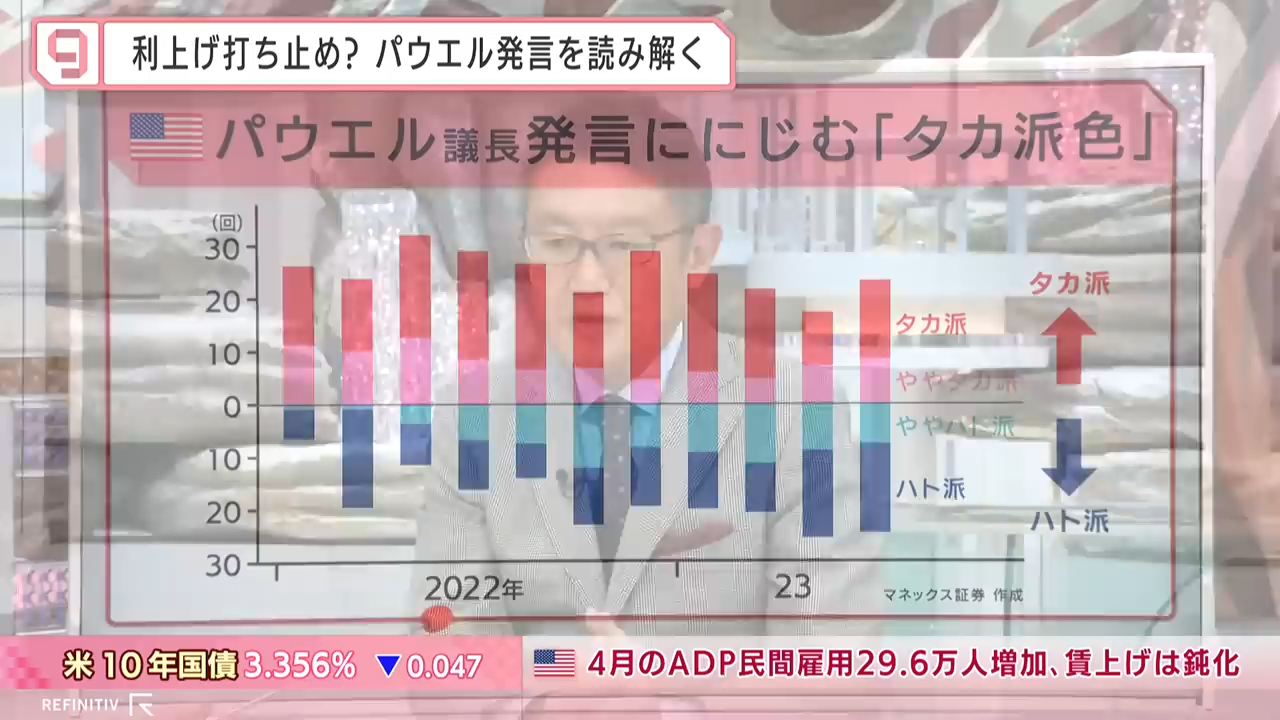 9
利上げ打ち止め? パウエル発言を読み解く
パウエル議長発言ににじむ「タカ派色」
(回)
30
20
10
0
10
20
30
2022年
23
タカ派
ややタカ派
ややハト派
ハト派
タカ派
ハト派
マネックス証券 作成
米10年国債 3.356% ▼0.047
4月のADP民間雇用29.6万人増加、賃上げは鈍化
REFINITIV